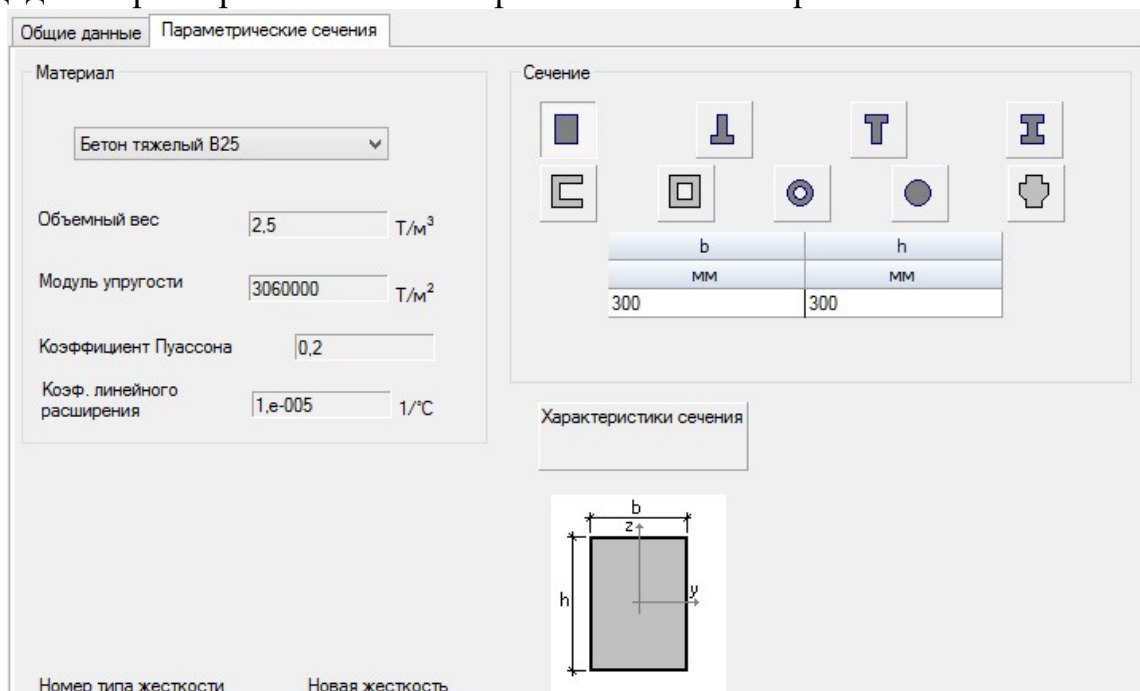 Общие данные Параметрические сечения
Материал
Бетон тяжелый B25
Объемный вес 2,5 Т/м³
Модуль упругости 3060000 Т/м²
Коэффициент Пуассона 0,2
Коэф. линейного
расширения 1,е-005 1/°C
Сечение
b h
мм мм
300 300
Характеристики сечения
b
z
h
y
Номер типа жесткости Новая жесткость